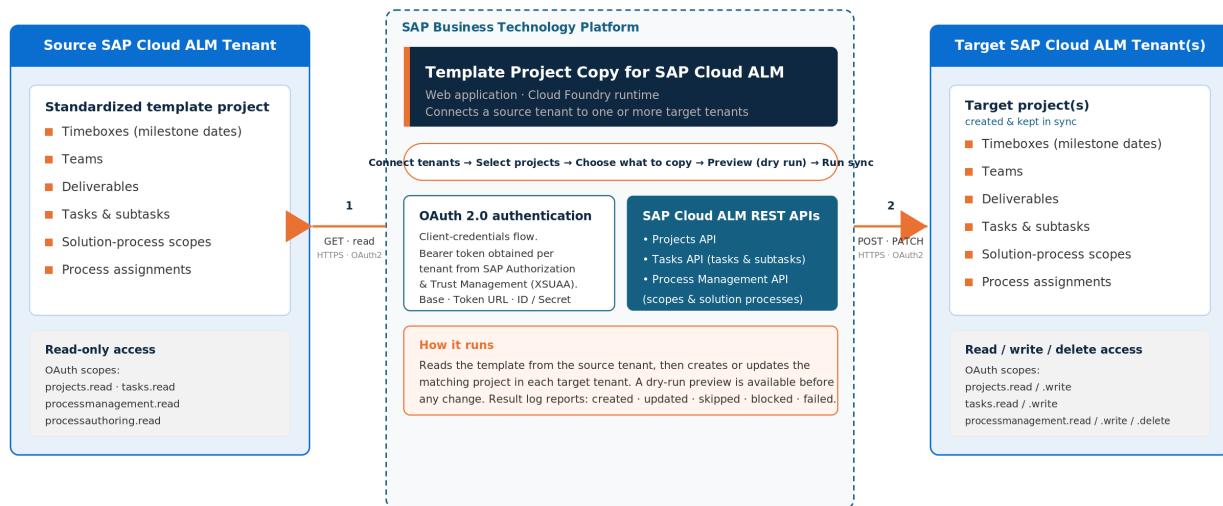 Source SAP Cloud ALM Tenant
Standardized template project
Timeboxes (milestone dates)
Teams
Deliverables
Tasks & subtasks
Solution-process scopes
Process assignments
Read-only access
OAuth scopes:
projects.read · tasks.read
processmanagement.read
processauthoring.read
1
GET · read
HTTPS · OAuth2
SAP Business Technology Platform
Template Project Copy for SAP Cloud ALM
Web application · Cloud Foundry runtime
Connects a source tenant to one or more target tenants
Connect tenants → Select projects → Choose what to copy → Preview (dry run) → Run sync
OAuth 2.0 authentication
Client-credentials flow.
Bearer token obtained per
tenant from SAP Authorization
& Trust Management (XSUAA).
Base · Token URL · ID / Secret
SAP Cloud ALM REST APIs
• Projects API
• Tasks API (tasks & subtasks)
• Process Management API
(scopes & solution processes)
How it runs
Reads the template from the source tenant, then creates or updates the
matching project in each target tenant. A dry-run preview is available before
any change. Result log reports: created · updated · skipped · blocked · failed.
2
POST · PATCH
HTTPS · OAuth2
Target SAP Cloud ALM Tenant(s)
Target project(s)
created & kept in sync
Timeboxes (milestone dates)
Teams
Deliverables
Tasks & subtasks
Solution-process scopes
Process assignments
Read / write / delete access
OAuth scopes:
projects.read / .write
tasks.read / .write
processmanagement.read / .write / .delete